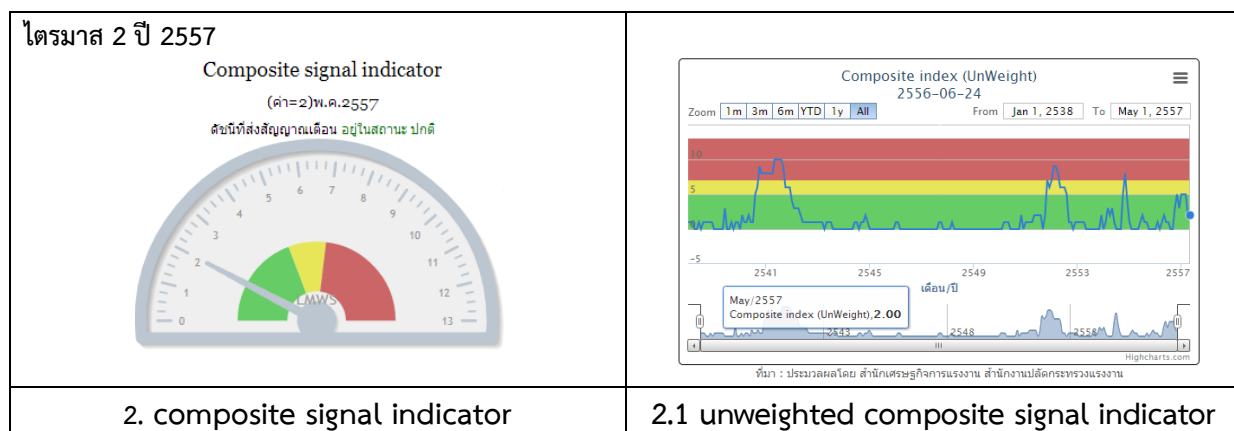 ไตรมาส 2 ปี 2557
Composite signal indicator
(ค่า=2)พ.ค.2557
ดัชนีที่ส่งสัญญาณเตือน อยู่ในสถานะ ปกติ
0 1 2 3 4 5 6 7 8 9 10 11 12 13
LMWS
2. composite signal indicator
Composite index (UnWeight)
2556-06-24
Zoom 1m 3m 6m YTD 1y All From Jan 1, 2538 To May 1, 2557
10
5
0
-5
2541 2545 2549 2553 2557
เดือน/ปี
May/2557
Composite index (UnWeight),2.00
2543 2548 2553
Highcharts.com
ที่มา : ประมวลผลโดย สำนักเศรษฐกิจการแรงงาน สำนักงานปลัดกระทรวงแรงงาน
2.1 unweighted composite signal indicator